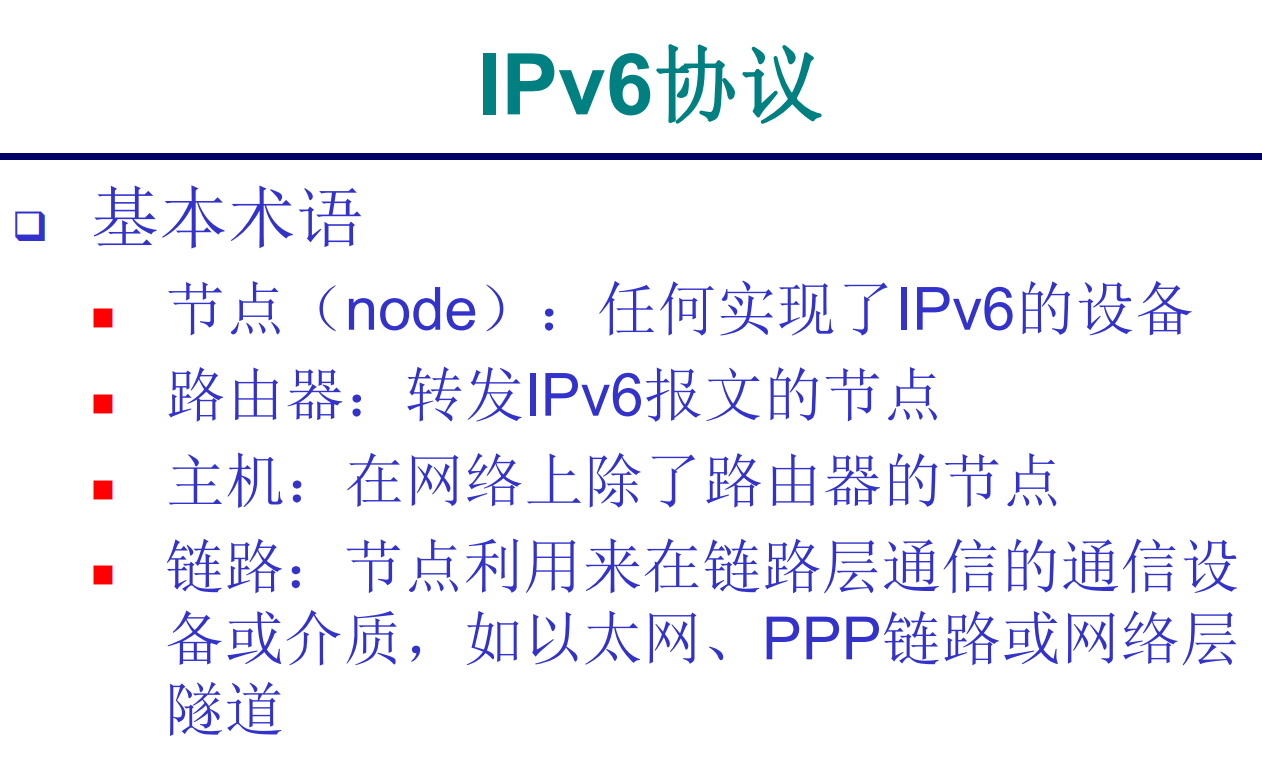 IPv6协议
基本术语
节点（node）：任何实现了IPv6的设备
路由器：转发IPv6报文的节点
主机：在网络上除了路由器的节点
链路：节点利用来在链路层通信的通信设
备或介质，如以太网、PPP链路或网络层
隧道